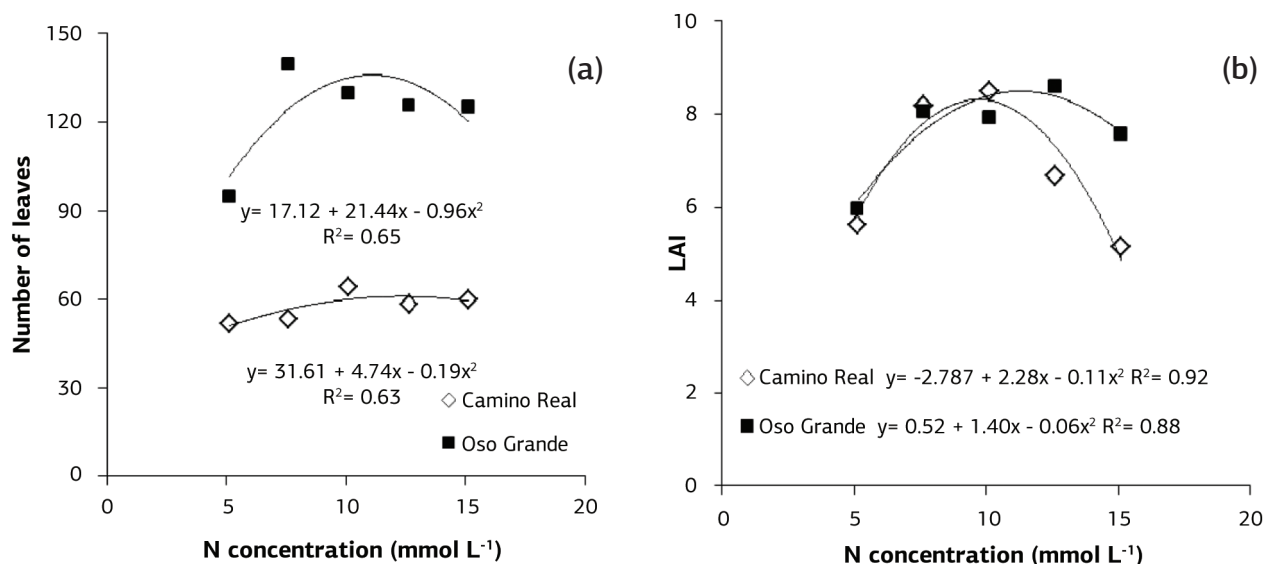 150
120
90
60
30
0
0
5
10
15
20
Number of leaves
N concentration (mmol L⁻¹)
(a)
y= 17.12 + 21.44x - 0.96x²
R²= 0.65
y= 31.61 + 4.74x - 0.19x²
R²= 0.63
Camino Real
Oso Grande
10
8
6
4
2
0
0
5
10
15
20
LAI
N concentration (mmol L⁻¹)
(b)
Camino Real y= -2.787 + 2.28x - 0.11x² R²= 0.92
Oso Grande y= 0.52 + 1.40x - 0.06x² R²= 0.88